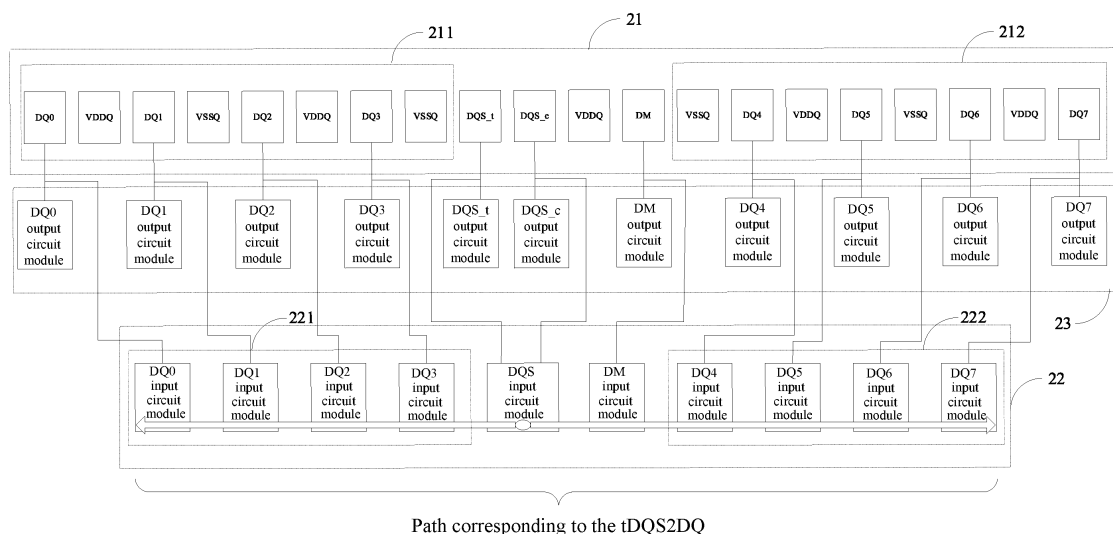 21
211
212
DQ0 VDDQ DQ1 VSSQ DQ2 VDDQ DQ3 VSSQ DQS_t DQS_c VDDQ DM VSSQ DQ4 VDDQ DQ5 VSSQ DQ6 VDDQ DQ7
DQ0
output
circuit
module
DQ1
output
circuit
module
DQ2
output
circuit
module
DQ3
output
circuit
module
DQS_t
output
circuit
module
DQS_c
output
circuit
module
DM
output
circuit
module
DQ4
output
circuit
module
DQ5
output
circuit
module
DQ6
output
circuit
module
DQ7
output
circuit
module
23
221
222
22
DQ0
input
circuit
module
DQ1
input
circuit
module
DQ2
input
circuit
module
DQ3
input
circuit
module
DQS
input
circuit
module
DM
input
circuit
module
DQ4
input
circuit
module
DQ5
input
circuit
module
DQ6
input
circuit
module
DQ7
input
circuit
module
Path corresponding to the tDQS2DQ